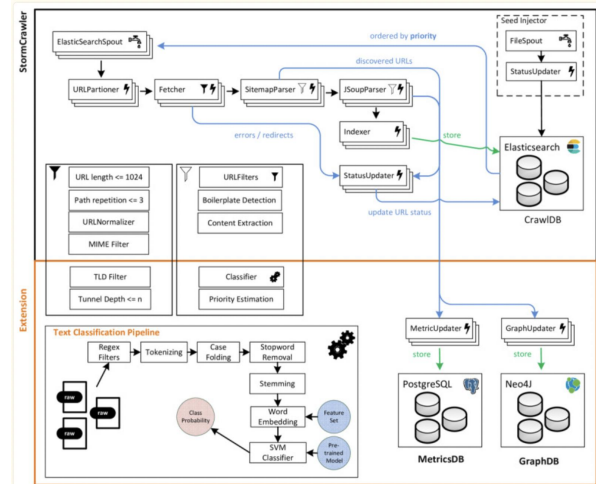 StormCrawler
ElasticSearchSpout
ordered by priority
Seed Injector
FileSpout
StatusUpdater
discovered URLs
URLPartioner
Fetcher
SitemapParser
JSoupParser
Indexer
store
errors / redirects
StatusUpdater
update URL status
Elasticsearch
CrawlDB
URL length <= 1024
Path repetition <= 3
URLNormalizer
MIME Filter
URLFilters
Boilerplate Detection
Content Extraction
Extension
TLD Filter
Tunnel Depth <= n
Classifier
Priority Estimation
Text Classification Pipeline
Regex
Filters
Tokenizing
Case
Folding
Stopword
Removal
Stemming
Word
Embedding
SVM
Classifier
raw
raw
raw
Class
Probability
Feature
Set
Pre-
trained
Model
MetricUpdater
GraphUpdater
store
store
PostgreSQL
Neo4J
MetricsDB
GraphDB